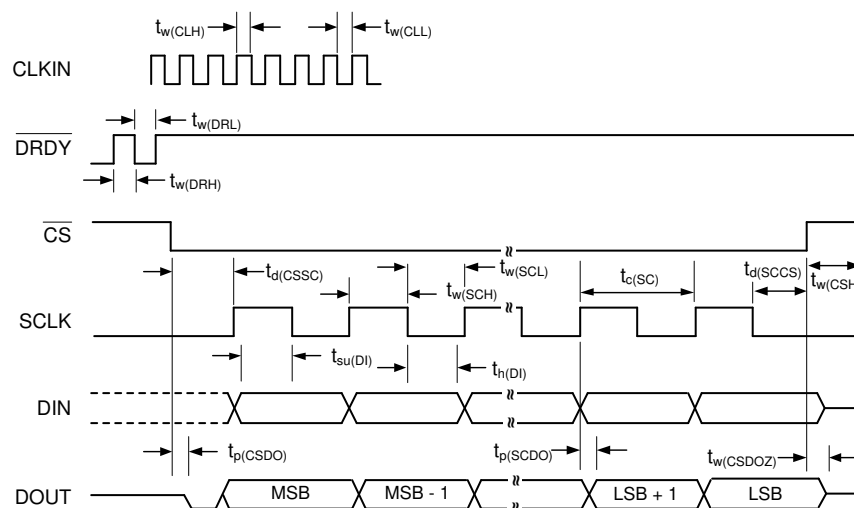 tw(CLH) tw(CLL)
CLKIN
tw(DRL)
DRDY
tw(DRH)
CS
td(CSSC) tw(SCL) tc(SC) td(SCCS)
tw(SCH) tw(CSH)
SCLK
tsu(DI) th(DI)
DIN
tp(CSDO) tp(SCDO) tw(CSDOZ)
DOUT MSB MSB - 1 LSB + 1 LSB